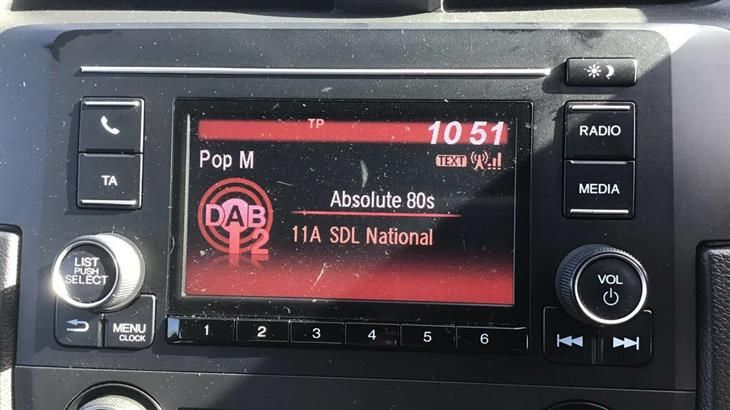 TP
10 51
TEXT
Pop M
DAB
2
Absolute 80s
11A SDL National
TA
LIST
PUSH
SELECT
MENU
CLOCK
1 2 3 4 5 6
RADIO
MEDIA
VOL